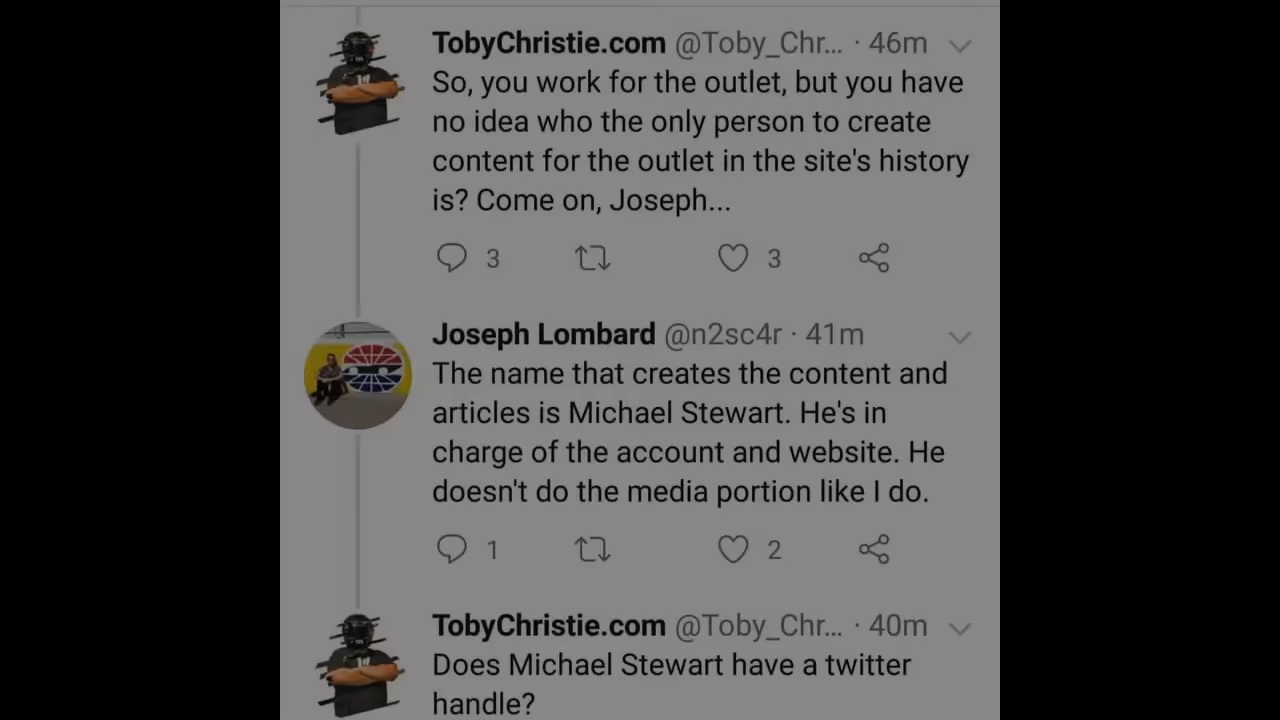 TobyChristie.com @Toby_Chr... · 46m
So, you work for the outlet, but you have
no idea who the only person to create
content for the outlet in the site's history
is? Come on, Joseph...
3 3
Joseph Lombard @n2sc4r · 41m
The name that creates the content and
articles is Michael Stewart. He's in
charge of the account and website. He
doesn't do the media portion like I do.
1 2
TobyChristie.com @Toby_Chr... · 40m
Does Michael Stewart have a twitter
handle?